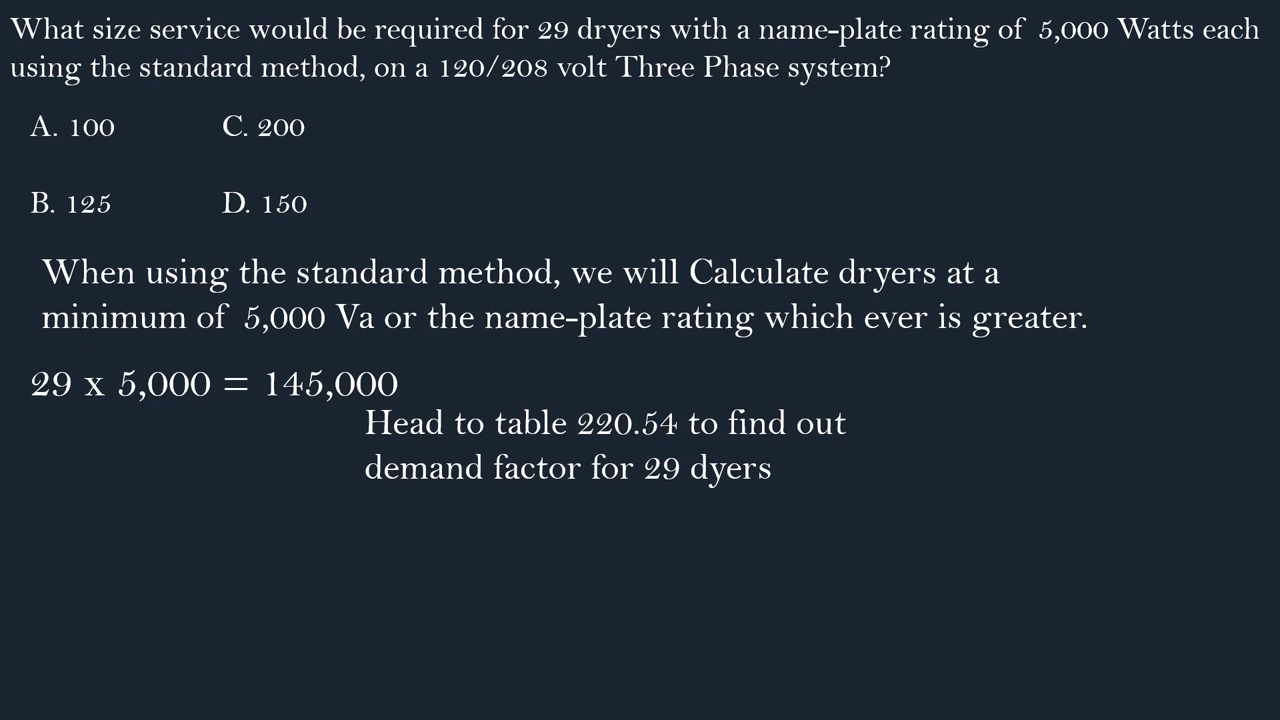 What size service would be required for 29 dryers with a name-plate rating of 5,000 Watts each
using the standard method, on a 120/208 volt Three Phase system?
A. 100
C. 200
B. 125
D. 150
When using the standard method, we will Calculate dryers at a
minimum of 5,000 Va or the name-plate rating which ever is greater.
29 x 5,000 = 145,000
Head to table 220.54 to find out
demand factor for 29 dyers